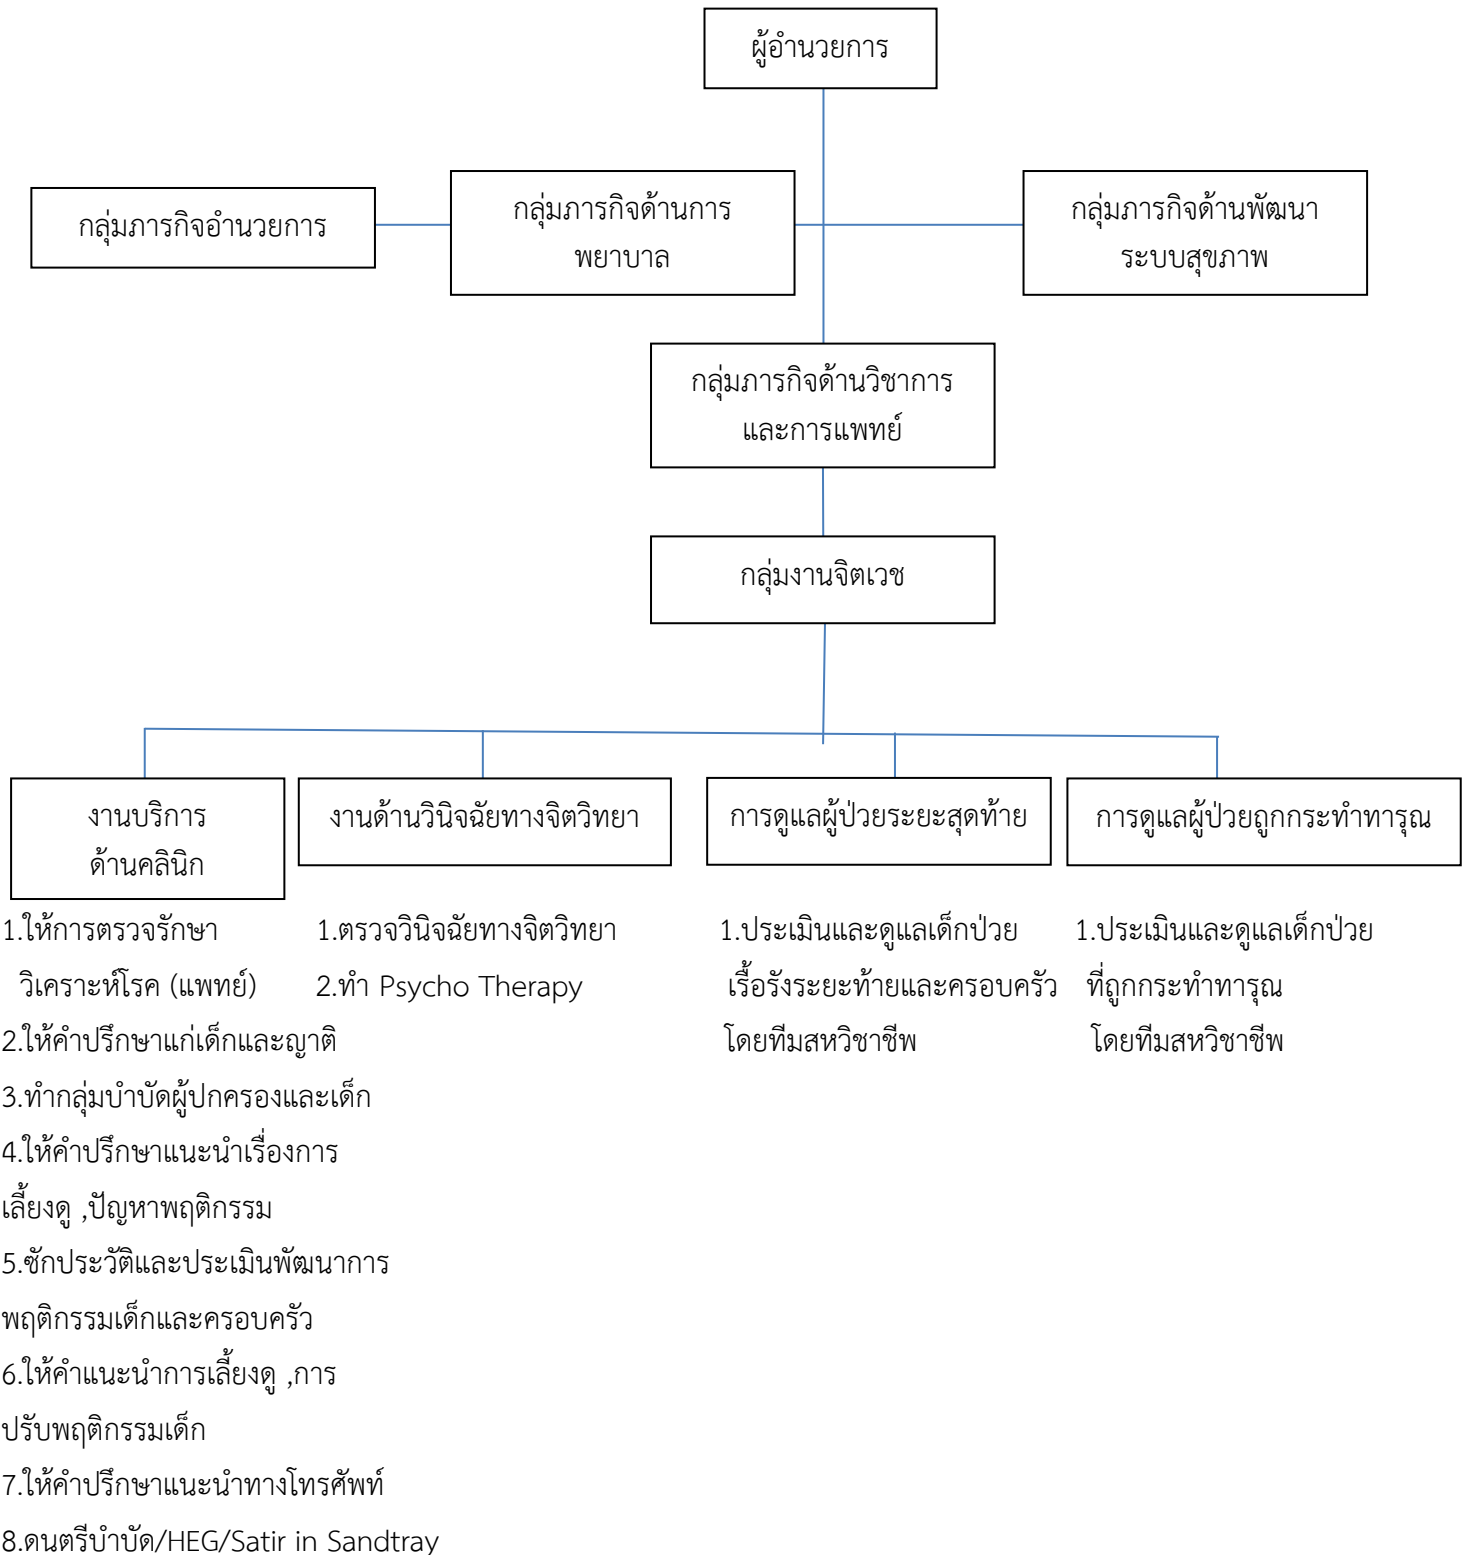 ผู้อำนวยการ
กลุ่มภารกิจอำนวยการ
กลุ่มภารกิจด้านการ
พยาบาล
กลุ่มภารกิจด้านพัฒนา
ระบบสุขภาพ
กลุ่มภารกิจด้านวิชาการ
และการแพทย์
กลุ่มงานจิตเวช
งานบริการ
ด้านคลินิก
1.ให้การตรวจรักษา
วิเคราะห์โรค (แพทย์)
2.ให้คำปรึกษาแก่เด็กและญาติ
3.ทำกลุ่มบำบัดผู้ปกครองและเด็ก
4.ให้คำปรึกษาแนะนำเรื่องการ
เลี้ยงดู ,ปัญหาพฤติกรรม
5.ซักประวัติและประเมินพัฒนาการ
พฤติกรรมเด็กและครอบครัว
6.ให้คำแนะนำการเลี้ยงดู ,การ
ปรับพฤติกรรมเด็ก
7.ให้คำปรึกษาแนะนำทางโทรศัพท์
8.ดนตรีบำบัด/HEG/Satir in Sandtray
งานด้านวินิจฉัยทางจิตวิทยา
1.ตรวจวินิจฉัยทางจิตวิทยา
2.ทำ Psycho Therapy
การดูแลผู้ป่วยระยะสุดท้าย
1.ประเมินและดูแลเด็กป่วย
เรื้อรังระยะท้ายและครอบครัว
โดยทีมสหวิชาชีพ
การดูแลผู้ป่วยถูกกระทำทารุณ
1.ประเมินและดูแลเด็กป่วย
ที่ถูกกระทำทารุณ
โดยทีมสหวิชาชีพ